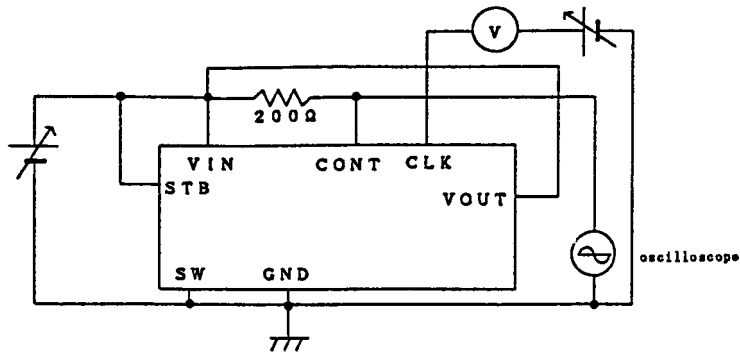 V
200Ω
VIN
CONT
CLK
STB
VOUT
oscilloscope
SW
GND